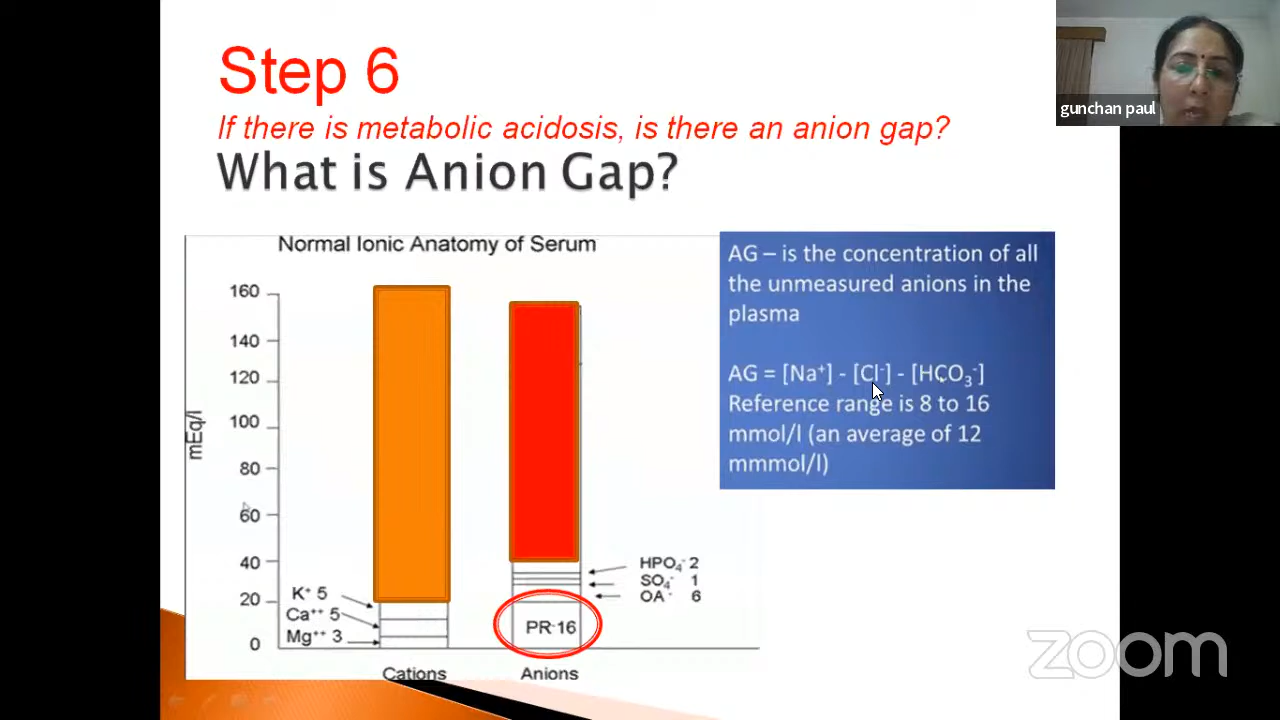 Step 6
If there is metabolic acidosis, is there an anion gap?
What is Anion Gap?
gunchan paul
Normal Ionic Anatomy of Serum
160
140
120
100
80
60
40
20
0
mEq/l
K⁺ 5
Ca⁺⁺ 5
Mg⁺⁺ 3
HPO₄⁻ 2
SO₄⁻ 1
OA⁻ 6
PR⁻16
Cations
Anions
AG – is the concentration of all
the unmeasured anions in the
plasma
AG = [Na⁺] - [Cl⁻] - [HCO₃⁻]
Reference range is 8 to 16
mmol/l (an average of 12
mmmol/l)
zoom